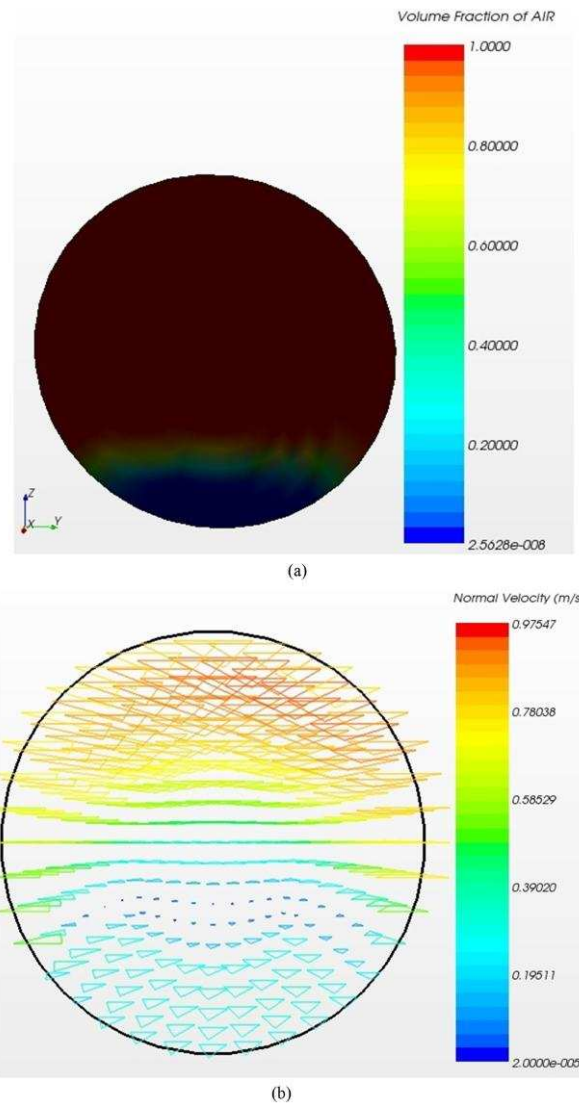 Volume Fraction of AIR
1.0000
0.80000
0.60000
0.40000
0.20000
2.5628e-008
Z
X
Y
(a)
Normal Velocity (m/s
0.97547
0.78038
0.58529
0.39020
0.19511
2.0000e-005
(b)